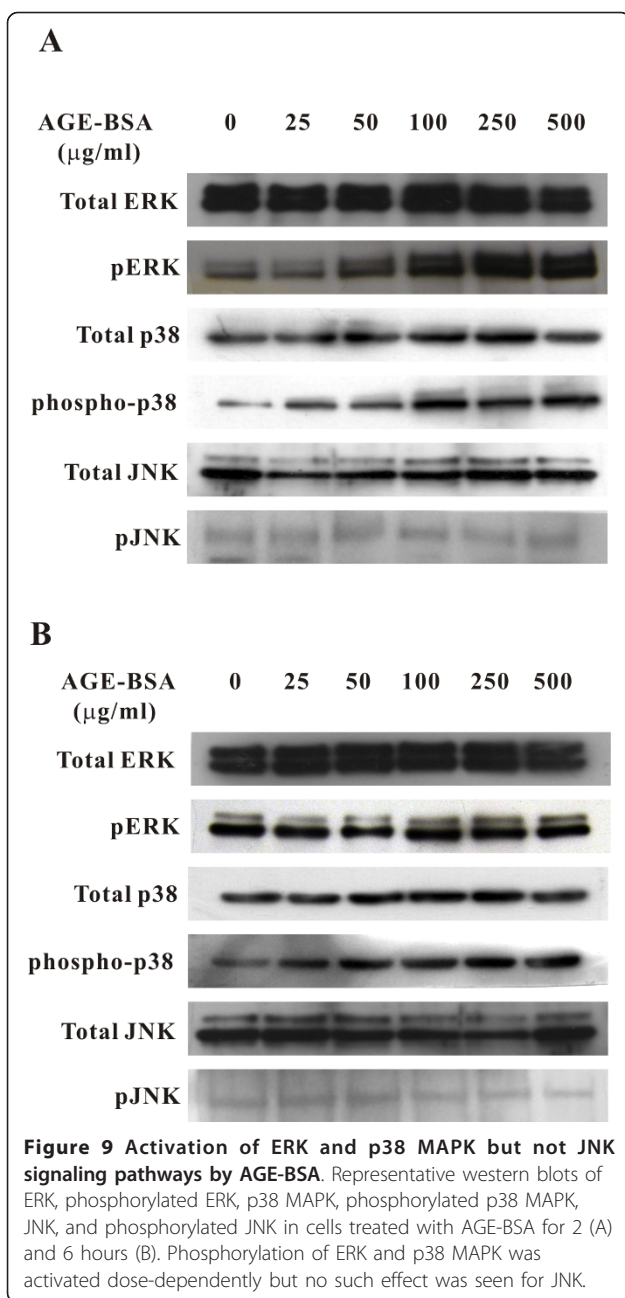 A
AGE-BSA 0 25 50 100 250 500
(μg/ml)
Total ERK
pERK
Total p38
phospho-p38
Total JNK
pJNK
B
AGE-BSA 0 25 50 100 250 500
(μg/ml)
Total ERK
pERK
Total p38
phospho-p38
Total JNK
pJNK
Figure 9 Activation of ERK and p38 MAPK but not JNK
signaling pathways by AGE-BSA. Representative western blots of
ERK, phosphorylated ERK, p38 MAPK, phosphorylated p38 MAPK,
JNK, and phosphorylated JNK in cells treated with AGE-BSA for 2 (A)
and 6 hours (B). Phosphorylation of ERK and p38 MAPK was
activated dose-dependently but no such effect was seen for JNK.